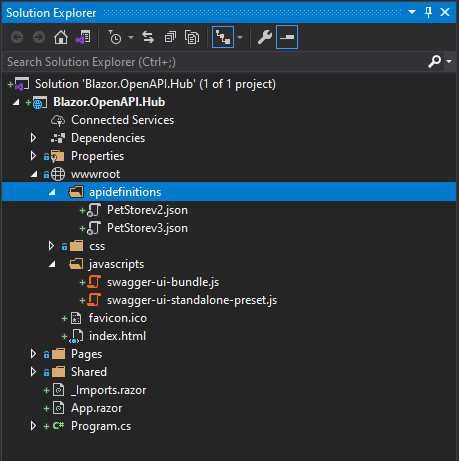 Solution Explorer
Search Solution Explorer (Ctrl+;)
Solution 'Blazor.OpenAPI.Hub' (1 of 1 project)
Blazor.OpenAPI.Hub
Connected Services
Dependencies
Properties
wwwroot
apidefinitions
PetStorev2.json
PetStorev3.json
css
javascripts
swagger-ui-bundle.js
swagger-ui-standalone-preset.js
favicon.ico
index.html
Pages
Shared
_Imports.razor
App.razor
C# Program.cs